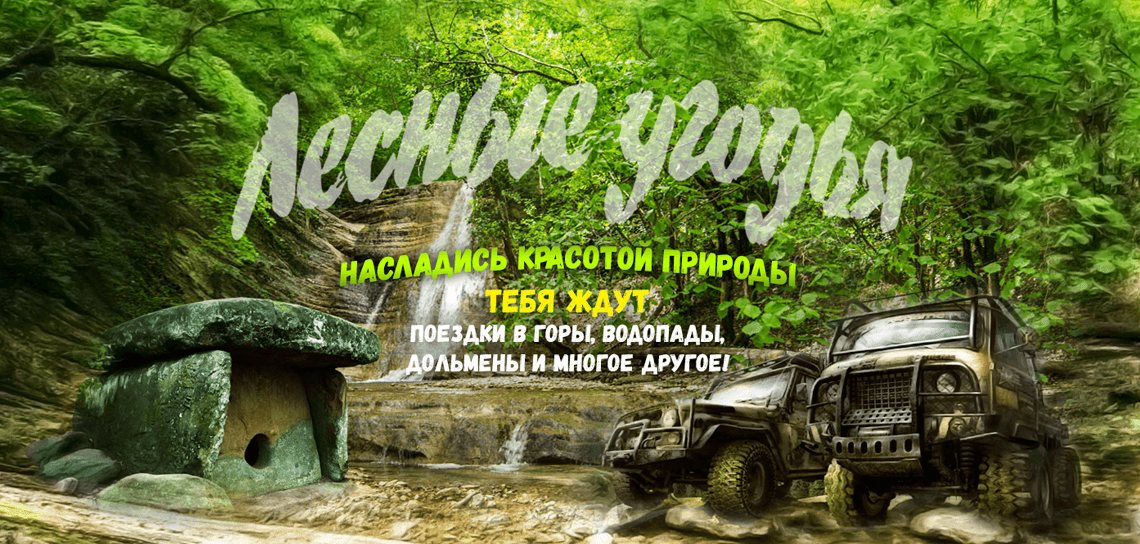 Лесные угодья
НАСЛАДИСЬ КРАСОТОЙ ПРИРОДЫ
ТЕБЯ ЖДУТ
ПОЕЗДКИ В ГОРЫ, ВОДОПАДЫ,
ДОЛЬМЕНЫ И МНОГОЕ ДРУГОЕ!